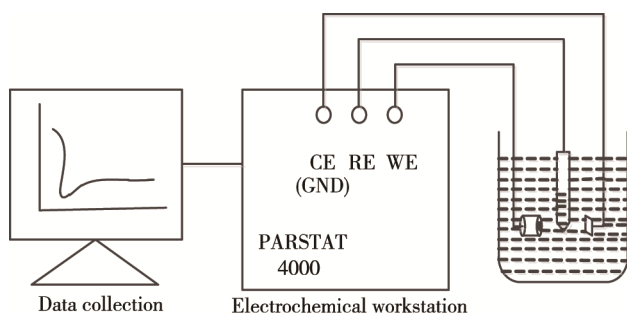 CE RE WE
(GND)
PARSTAT
4000
Data collection
Electrochemical workstation